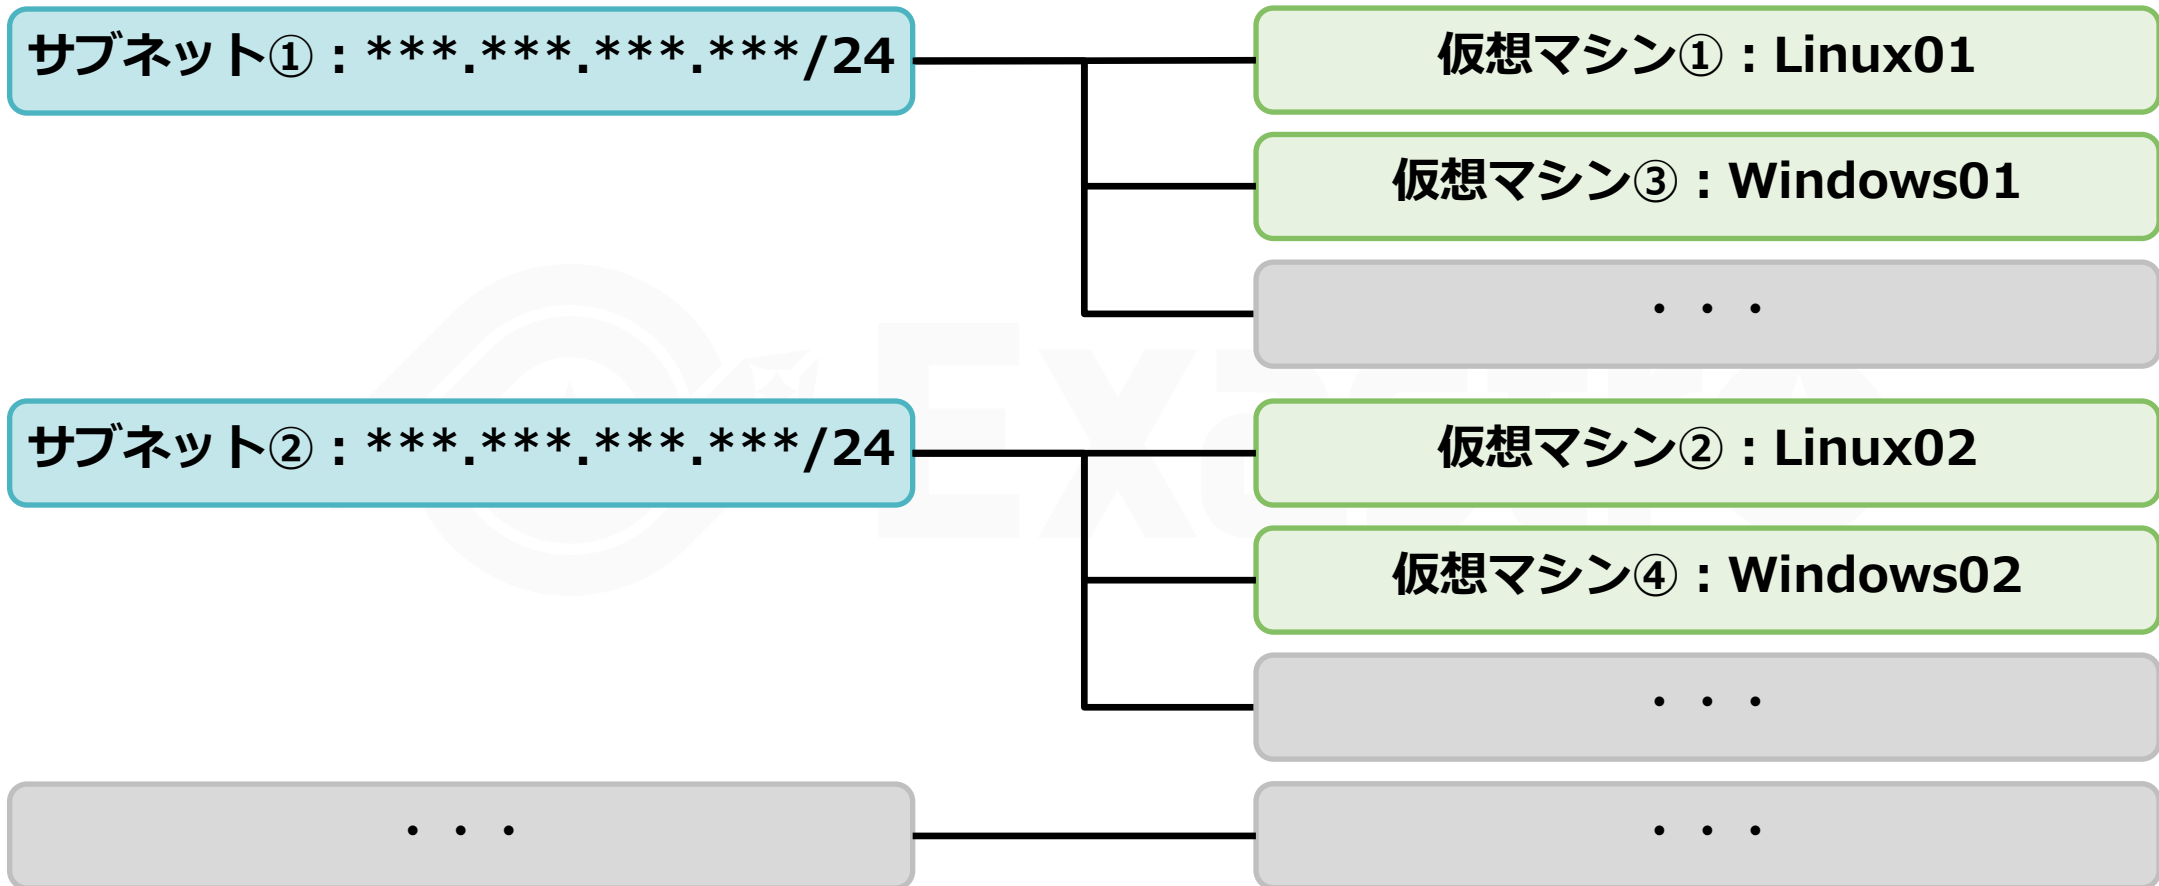 サブネット①：***.***.***.***/24
仮想マシン①：Linux01
仮想マシン③：Windows01
・・・
サブネット②：***.***.***.***/24
仮想マシン②：Linux02
仮想マシン④：Windows02
・・・
・・・
・・・
Exastro